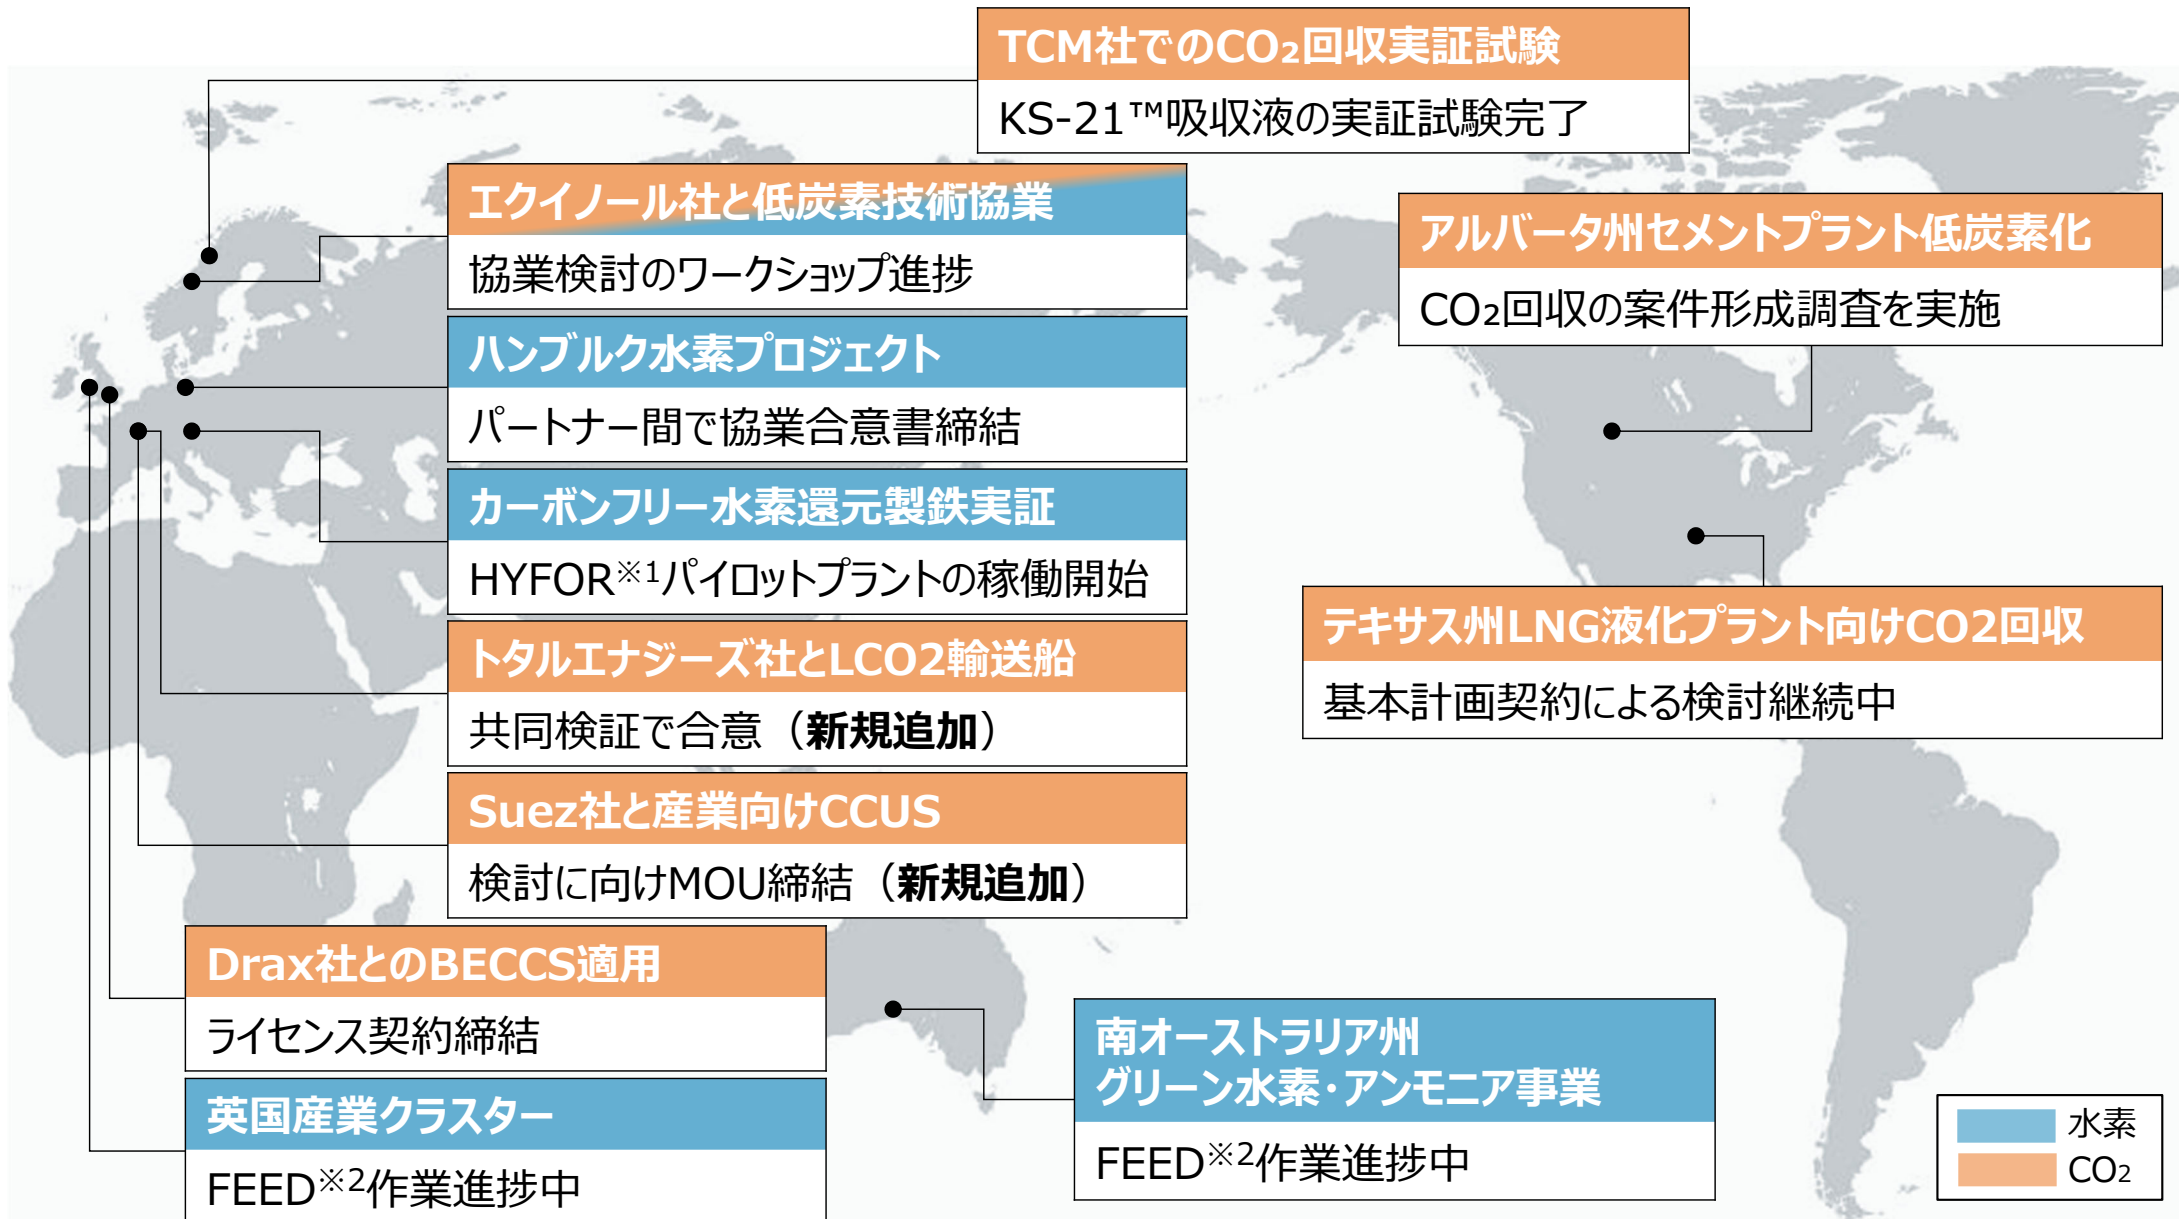 TCM社でのCO₂回収実証試験
KS-21™吸収液の実証試験完了
エクイノール社と低炭素技術協業
協業検討のワークショップ進捗
アルバータ州セメントプラント低炭素化
CO₂回収の案件形成調査を実施
ハンブルク水素プロジェクト
パートナー間で協業合意書締結
カーボンフリー水素還元製鉄実証
HYFOR※1パイロットプラントの稼働開始
トタルエナジーズ社とLCO2輸送船
共同検証で合意（新規追加）
テキサス州LNG液化プラント向けCO2回収
基本計画契約による検討継続中
Suez社と産業向けCCUS
検討に向けMOU締結（新規追加）
Drax社とのBECCS適用
ライセンス契約締結
英国産業クラスター
FEED※2作業進捗中
南オーストラリア州
グリーン水素・アンモニア事業
FEED※2作業進捗中
水素
CO₂